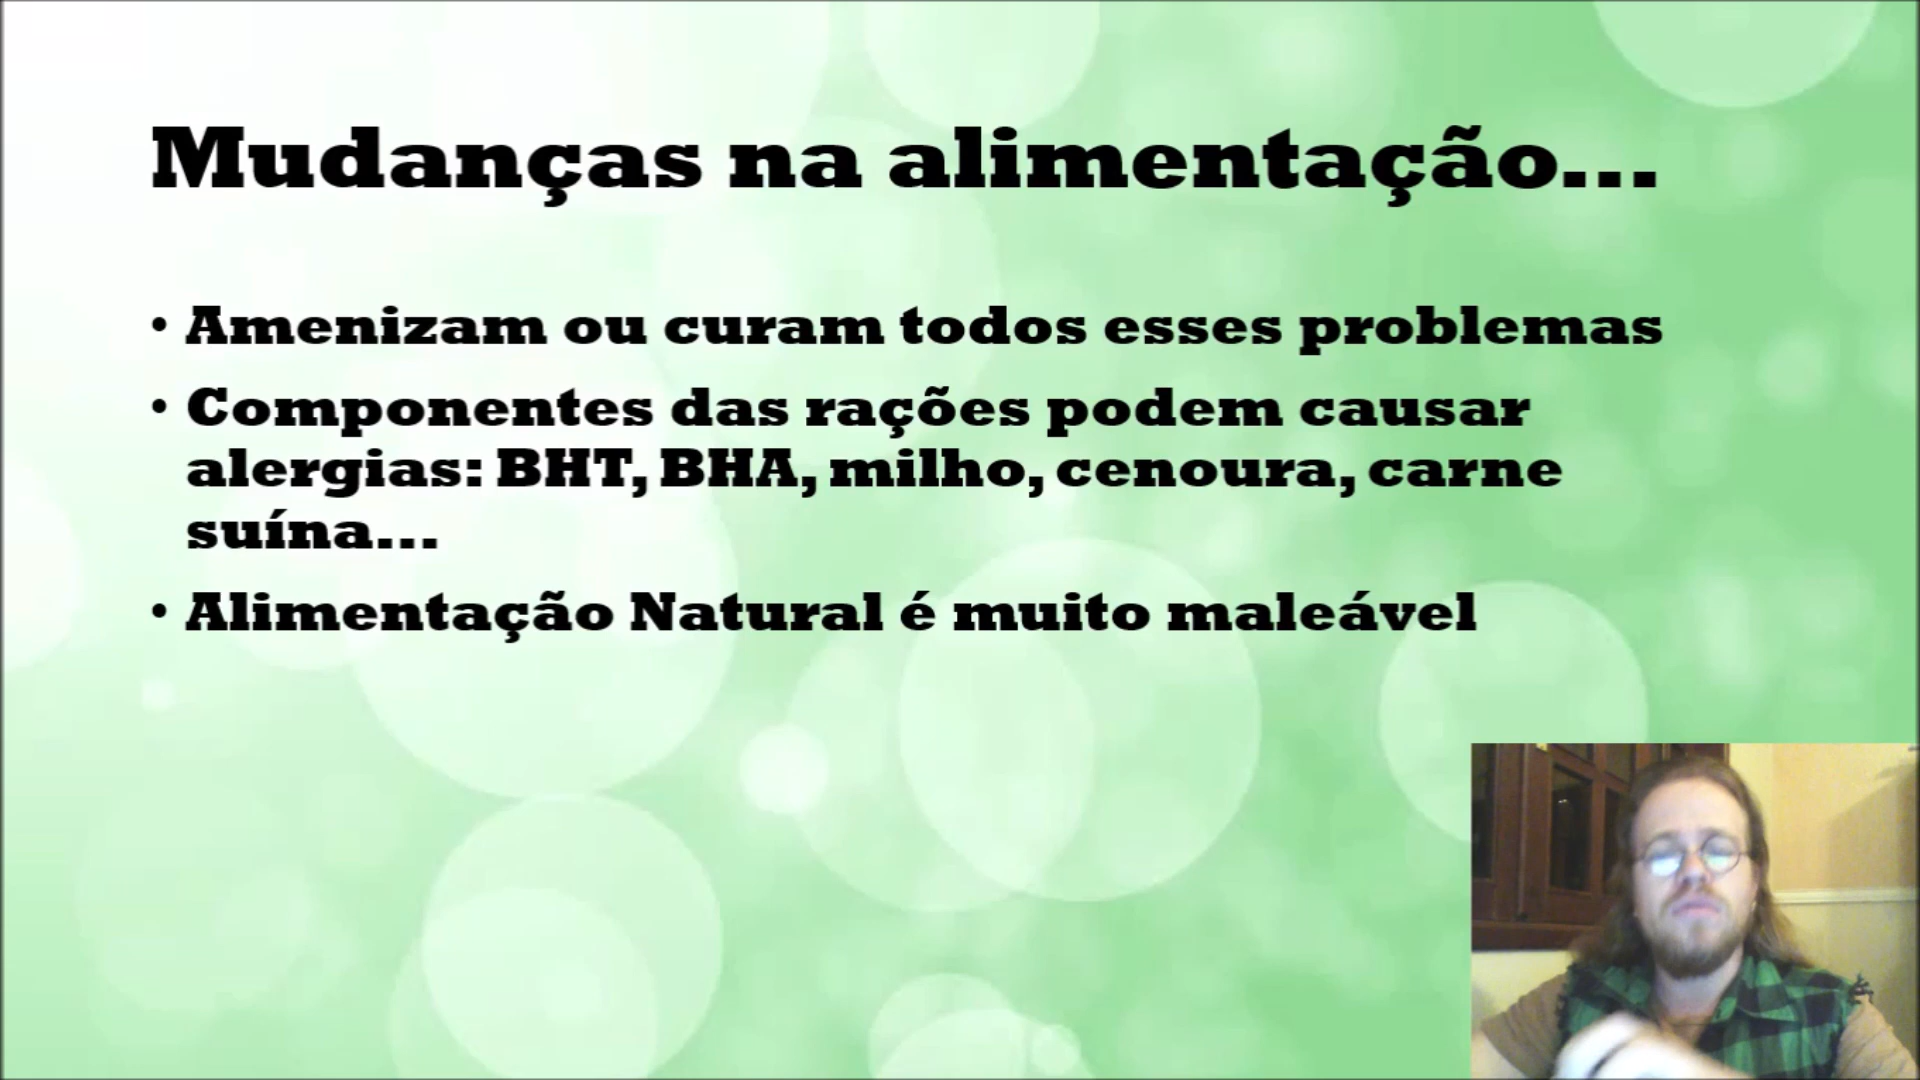 Mudanças na alimentação...
• Amenizam ou curam todos esses problemas
• Componentes das rações podem causar
alergias: BHT, BHA, milho, cenoura, carne
suína...
• Alimentação Natural é muito maleável